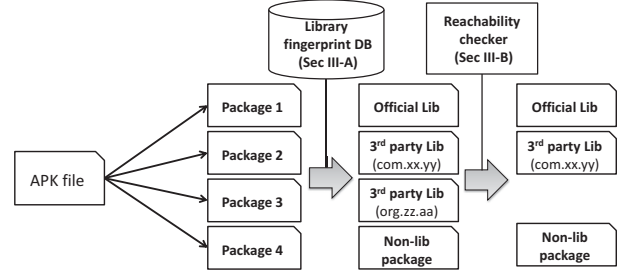 Library
fingerprint DB
(Sec III-A)
Reachability
checker
(Sec III-B)
APK file
Package 1
Package 2
Package 3
Package 4
Official Lib
3rd party Lib
(com.xx.yy)
3rd party Lib
(org.zz.aa)
Non-lib
package
Official Lib
3rd party Lib
(com.xx.yy)
Non-lib
package